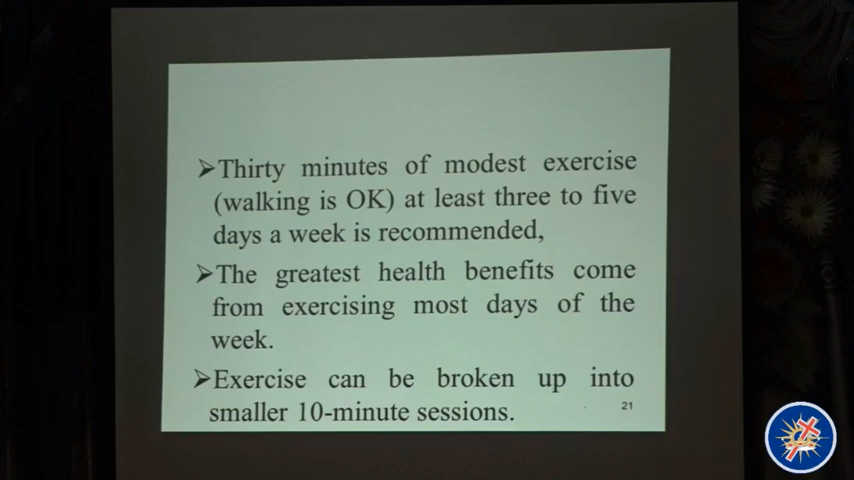 ➢Thirty minutes of modest exercise
(walking is OK) at least three to five
days a week is recommended,
➢The greatest health benefits come
from exercising most days of the
week.
➢Exercise can be broken up into
smaller 10-minute sessions.
21